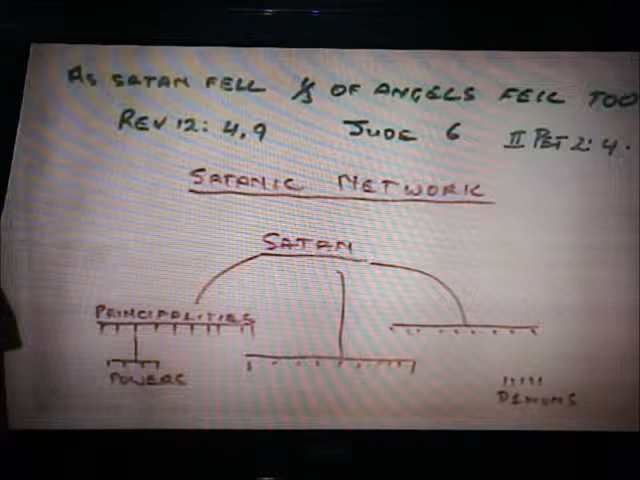 AS SATAN FELL ⅓ OF ANGELS FELL TOO
REV 12: 4,9 JUDE 6 II PET 2:4.
SATANIC NETWORK
SATAN
PRINCIPALITIES
POWERS
DEMONS